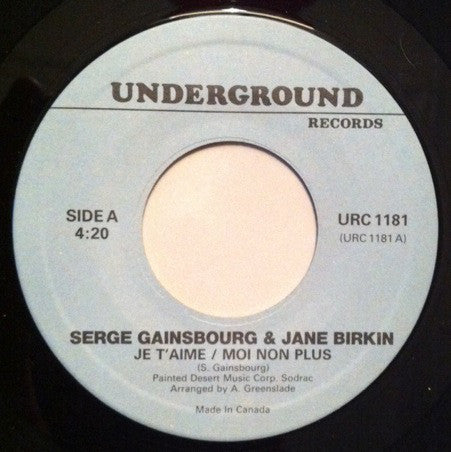 UNDERGROUND
RECORDS
SIDE A
4:20
URC 1181
(URC 1181 A)
SERGE GAINSBOURG & JANE BIRKIN
JE T'AIME / MOI NON PLUS
(S. Gainsbourg)
Painted Desert Music Corp. Sodrac
Arranged by A. Greenslade
Made In Canada